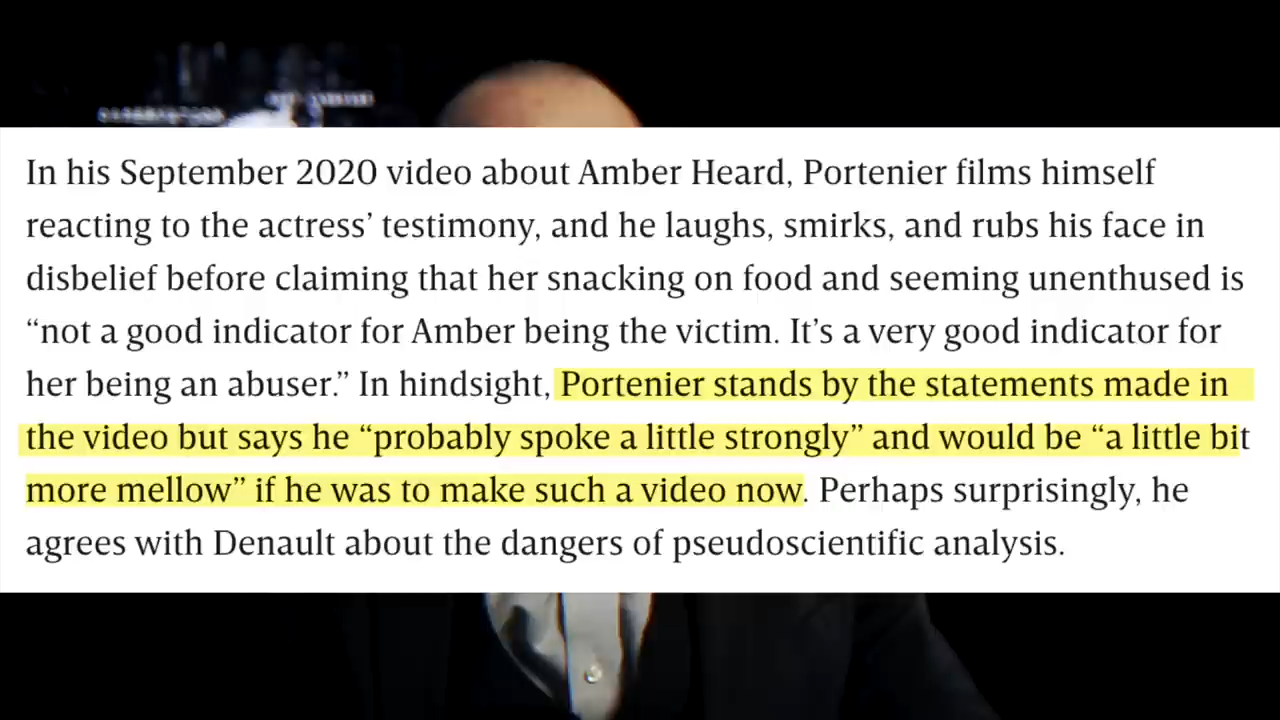 In his September 2020 video about Amber Heard, Portenier films himself
reacting to the actress’ testimony, and he laughs, smirks, and rubs his face in
disbelief before claiming that her snacking on food and seeming unenthused is
“not a good indicator for Amber being the victim. It’s a very good indicator for
her being an abuser.” In hindsight, Portenier stands by the statements made in
the video but says he “probably spoke a little strongly” and would be “a little bit
more mellow” if he was to make such a video now. Perhaps surprisingly, he
agrees with Denault about the dangers of pseudoscientific analysis.